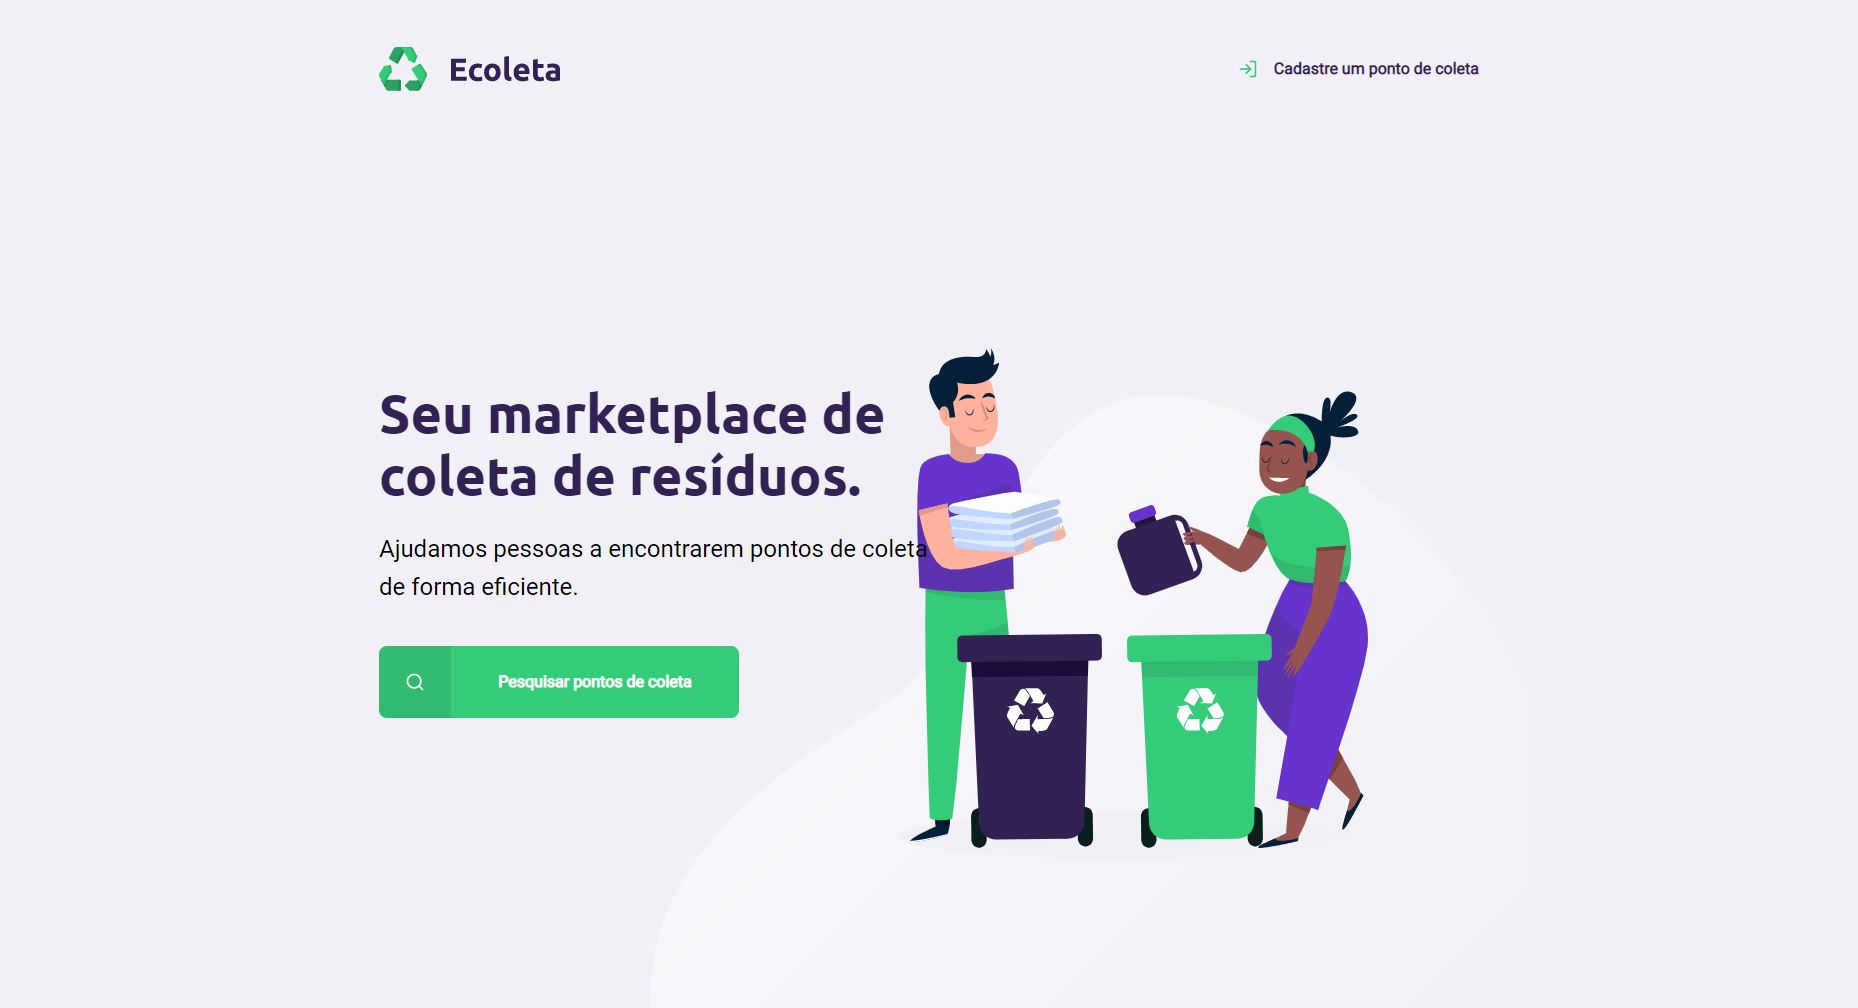 Ecoleta
Cadastre um ponto de coleta
Seu marketplace de
coleta de resíduos.
Ajudamos pessoas a encontrarem pontos de coleta
de forma eficiente.
Pesquisar pontos de coleta